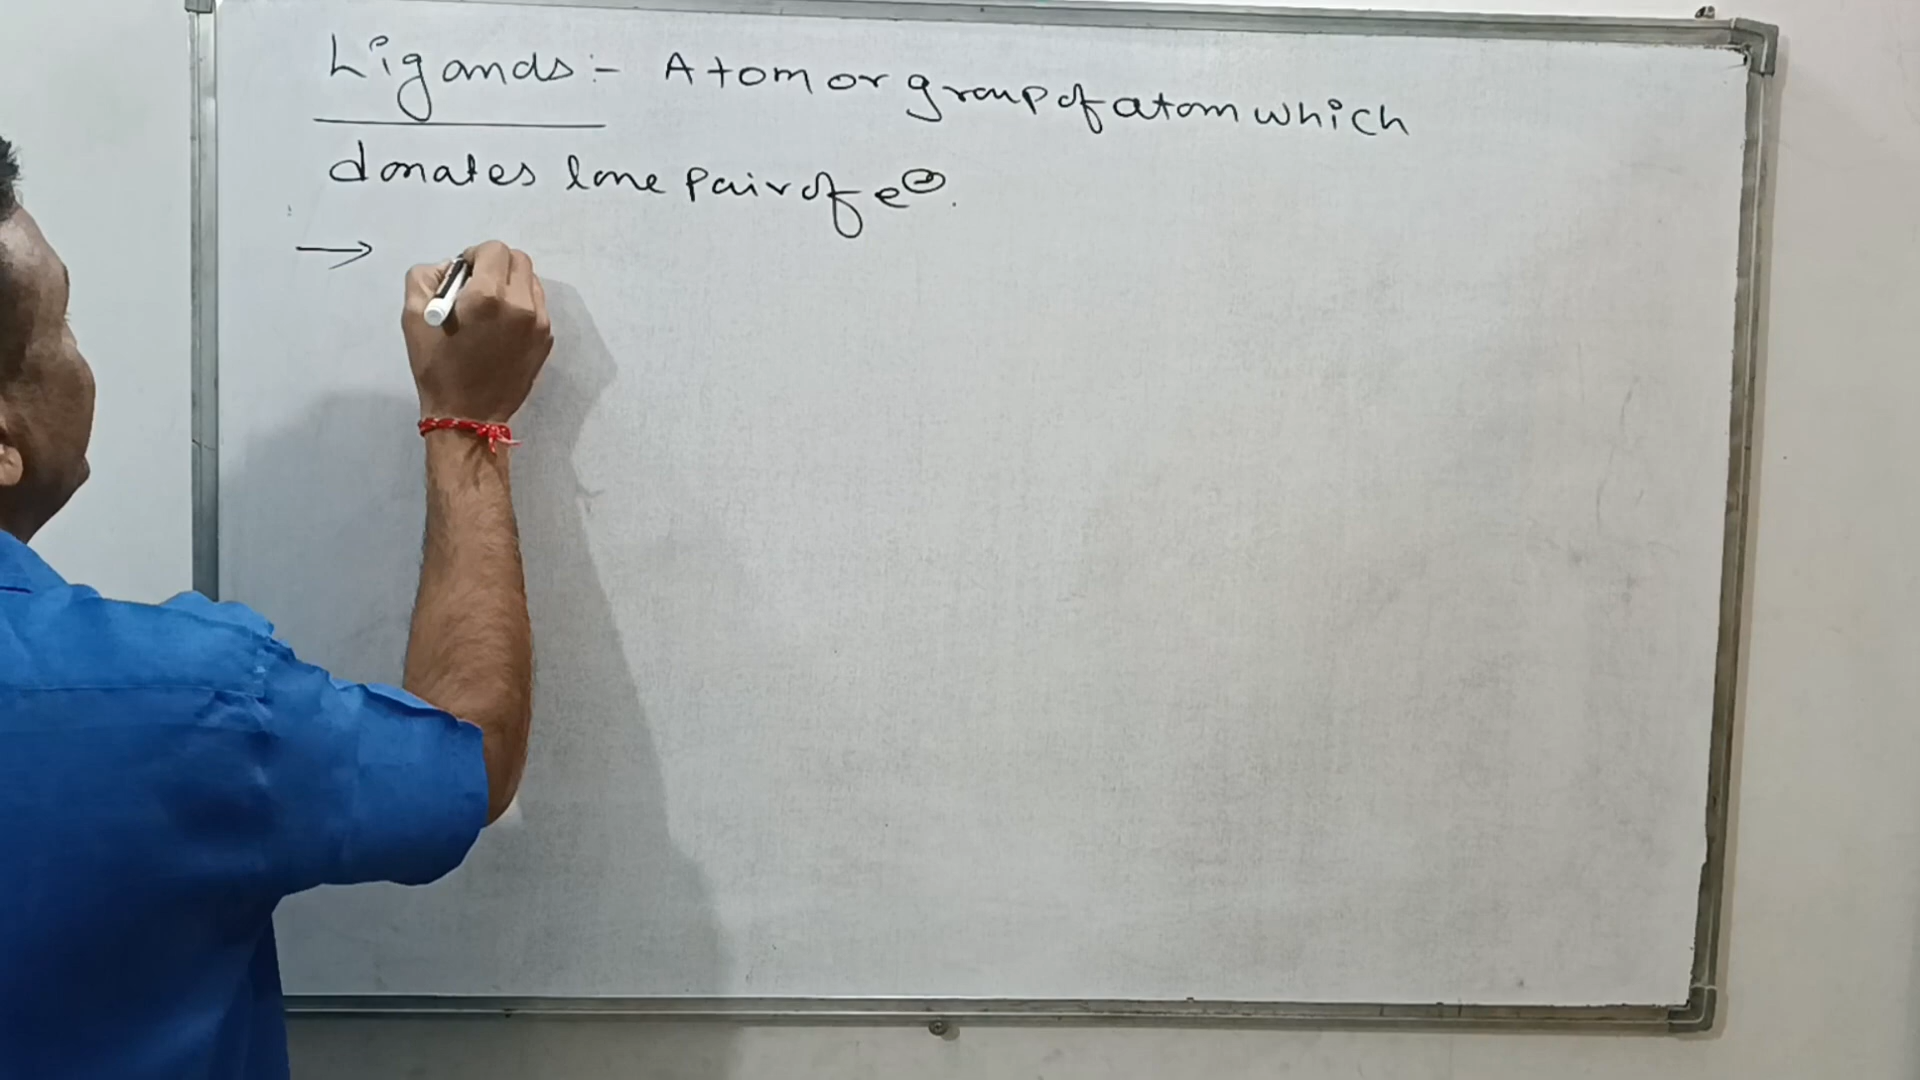 Ligands :- Atom or group of atom which
donates lone pair of e⊖.
→